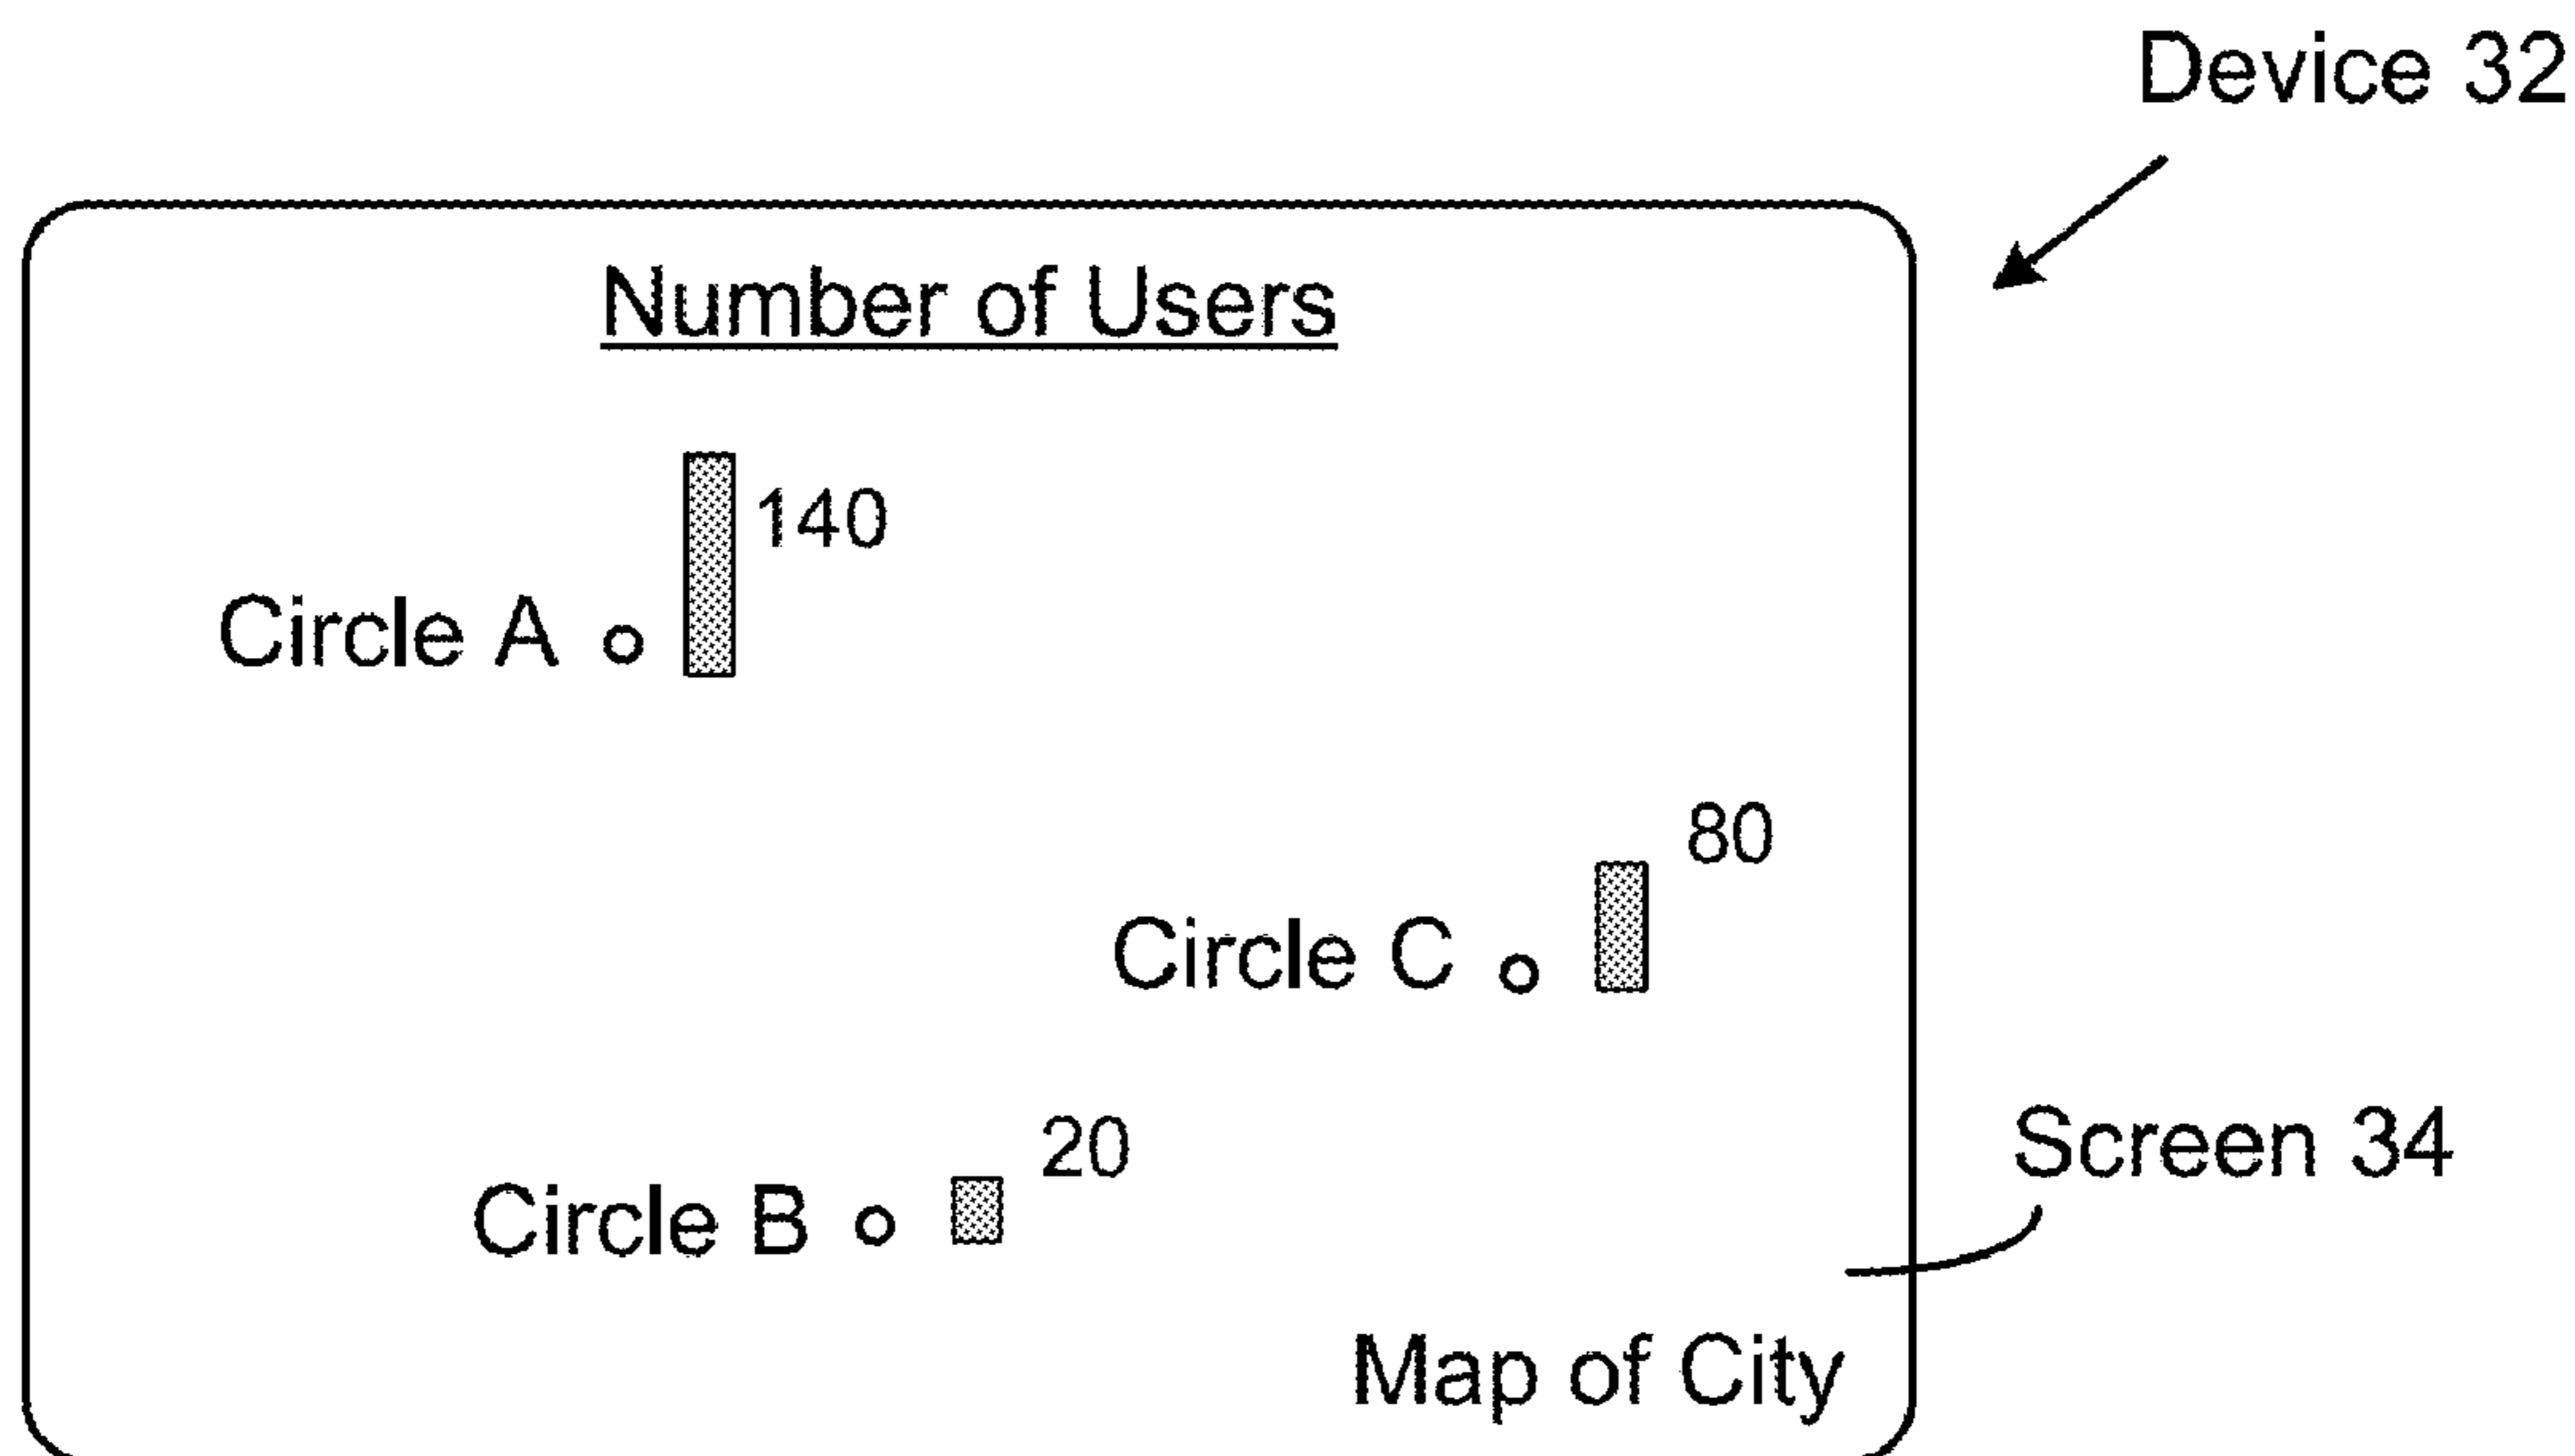 Device 32
Number of Users
140
Circle A
80
Circle C
20
Screen 34
Circle B
Map of City